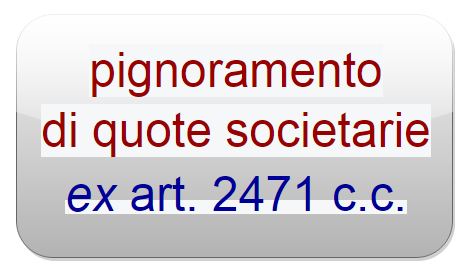 pignoramento
di quote societarie
ex art. 2471 c.c.